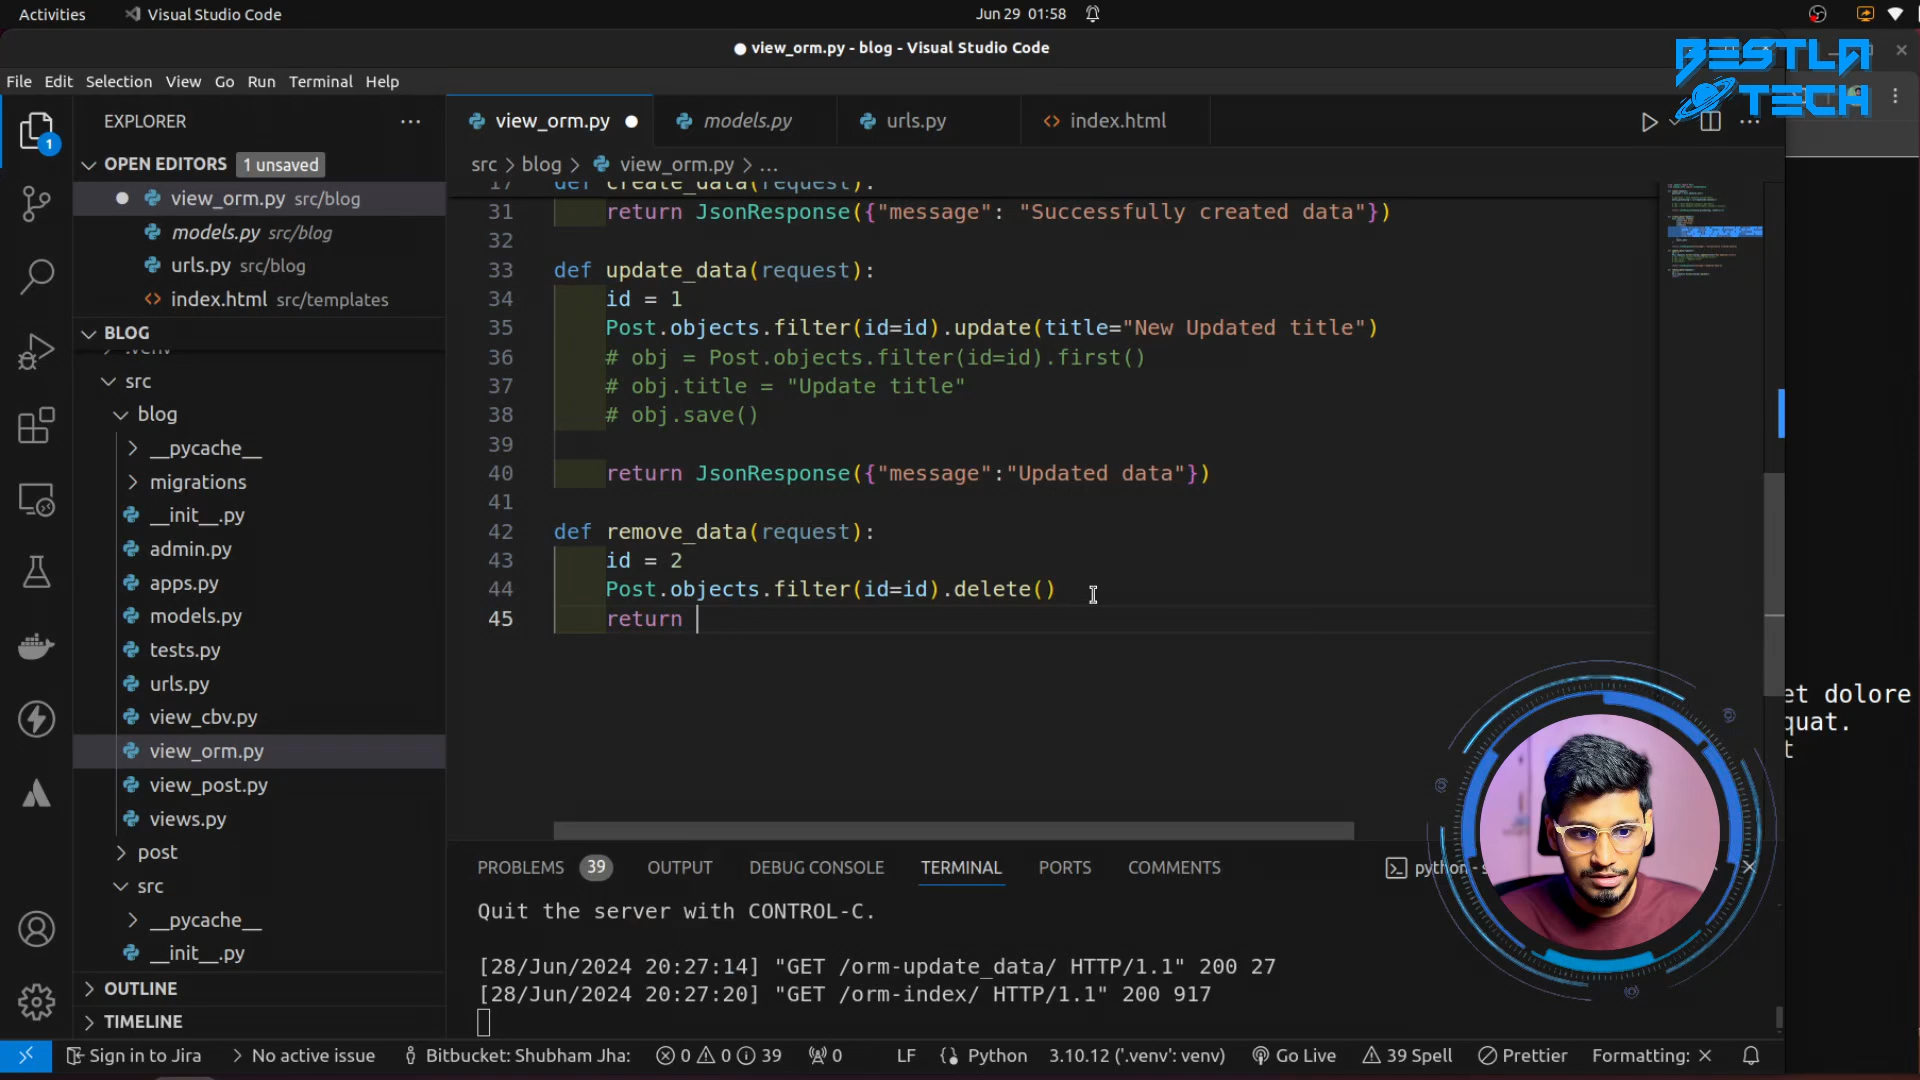 Activities
Visual Studio Code
Jun 29 01:58
view_orm.py - blog - Visual Studio Code
BESTLA
TECH
File Edit Selection View Go Run Terminal Help
EXPLORER
OPEN EDITORS 1 unsaved
view_orm.py src/blog
models.py src/blog
urls.py src/blog
index.html src/templates
BLOG
.venv
src
blog
__pycache__
migrations
__init__.py
admin.py
apps.py
models.py
tests.py
urls.py
view_cbv.py
view_orm.py
view_post.py
views.py
post
src
__pycache__
__init__.py
OUTLINE
TIMELINE
1
view_orm.py models.py urls.py index.html
src > blog > view_orm.py > ...
17 def create_data(request):
31 return JsonResponse({"message": "Successfully created data"})
32
33 def update_data(request):
34 id = 1
35 Post.objects.filter(id=id).update(title="New Updated title")
36 # obj = Post.objects.filter(id=id).first()
37 # obj.title = "Update title"
38 # obj.save()
39
40 return JsonResponse({"message":"Updated data"})
41
42 def remove_data(request):
43 id = 2
44 Post.objects.filter(id=id).delete()
45 return
et dolore
quat.
t
PROBLEMS 39 OUTPUT DEBUG CONSOLE TERMINAL PORTS COMMENTS
python - s
Quit the server with CONTROL-C.
[28/Jun/2024 20:27:14] "GET /orm-update_data/ HTTP/1.1" 200 27
[28/Jun/2024 20:27:20] "GET /orm-index/ HTTP/1.1" 200 917
Sign in to Jira No active issue Bitbucket: Shubham Jha: 0 0 39 0 LF Python 3.10.12 ('.venv': venv) Go Live 39 Spell Prettier Formatting: ×